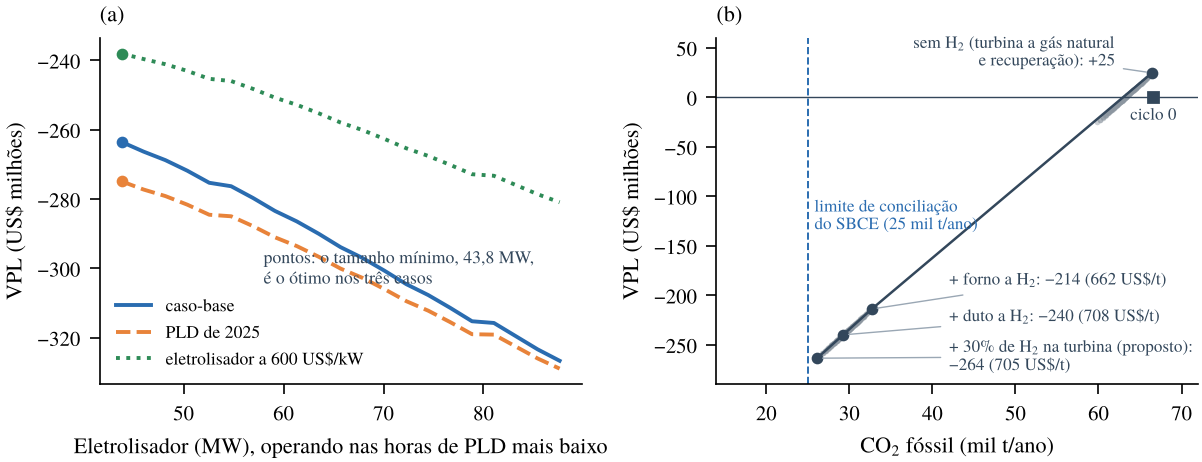 (a)
VPL (US$ milhões)
−240
−260
−280
−300
−320
pontos: o tamanho mínimo, 43,8 MW,
é o ótimo nos três casos
caso-base
PLD de 2025
eletrolisador a 600 US$/kW
50
60
70
80
Eletrolisador (MW), operando nas horas de PLD mais baixo
(b)
VPL (US$ milhões)
50
0
−50
−100
−150
−200
−250
sem H₂ (turbina a gás natural
e recuperação): +25
ciclo 0
limite de conciliação
do SBCE (25 mil t/ano)
+ forno a H₂: −214 (662 US$/t)
+ duto a H₂: −240 (708 US$/t)
+ 30% de H₂ na turbina (proposto):
−264 (705 US$/t)
20
30
40
50
60
70
CO₂ fóssil (mil t/ano)